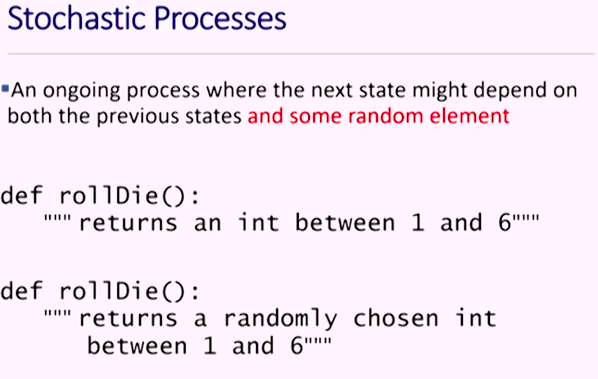 Stochastic Processes
▪An ongoing process where the next state might depend on
both the previous states and some random element
def rollDie():
""" returns an int between 1 and 6"""
def rollDie():
""" returns a randomly chosen int
between 1 and 6"""